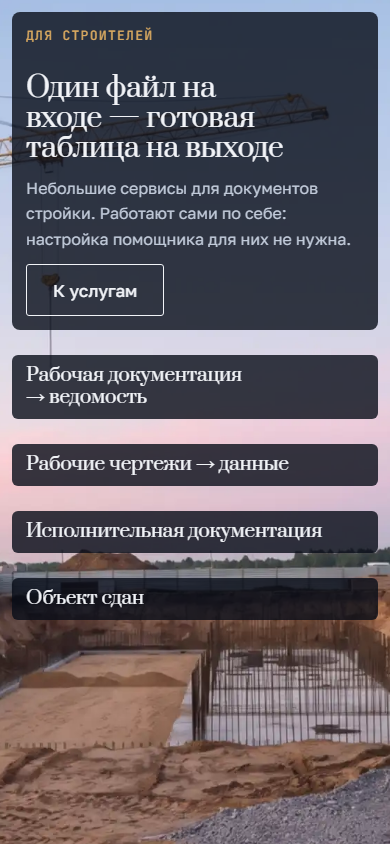 ДЛЯ СТРОИТЕЛЕЙ
Один файл на
входе — готовая
таблица на выходе
Небольшие сервисы для документов
стройки. Работают сами по себе:
настройка помощника для них не нужна.
К услугам
Рабочая документация
→ ведомость
Рабочие чертежи → данные
Исполнительная документация
Объект сдан